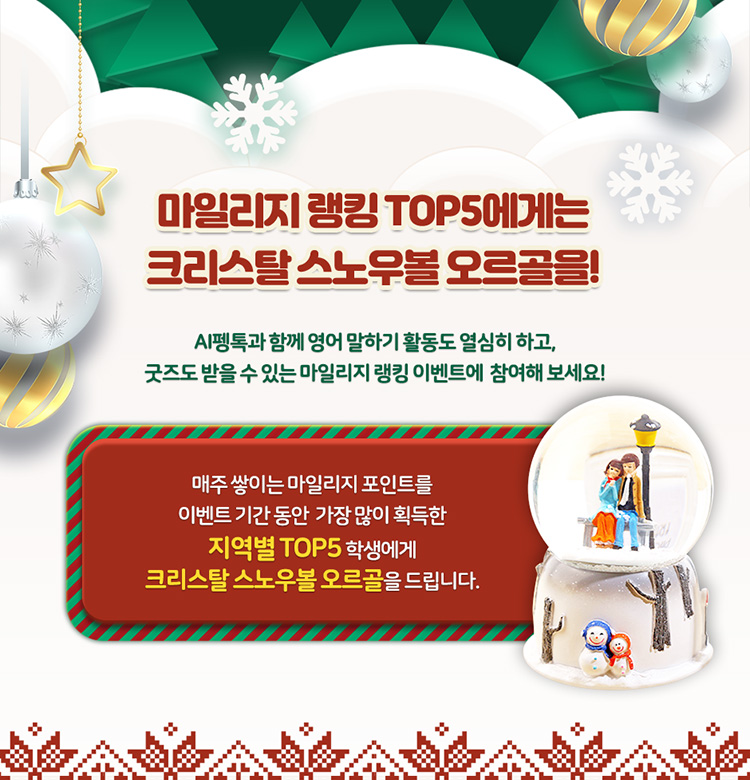 마일리지 랭킹 TOP5에게는
크리스탈 스노우볼 오르골을!
AI펭톡과 함께 영어 말하기 활동도 열심히 하고,
굿즈도 받을 수 있는 마일리지 랭킹 이벤트에 참여해 보세요!
매주 쌓이는 마일리지 포인트를
이벤트 기간 동안 가장 많이 획득한
지역별 TOP5 학생에게
크리스탈 스노우볼 오르골을 드립니다.